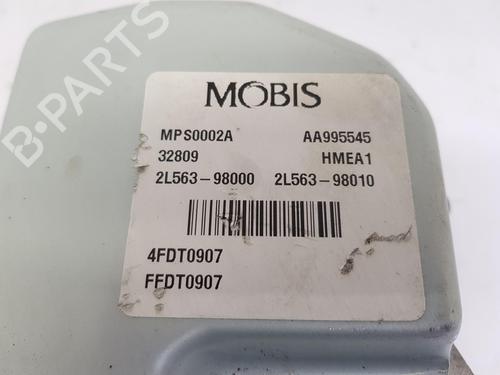 B-PARTS
MOBIS
MPS0002A AA995545
32809 HMEA1
2L563-98000 2L563-98010
4FDT0907
FFDT0907